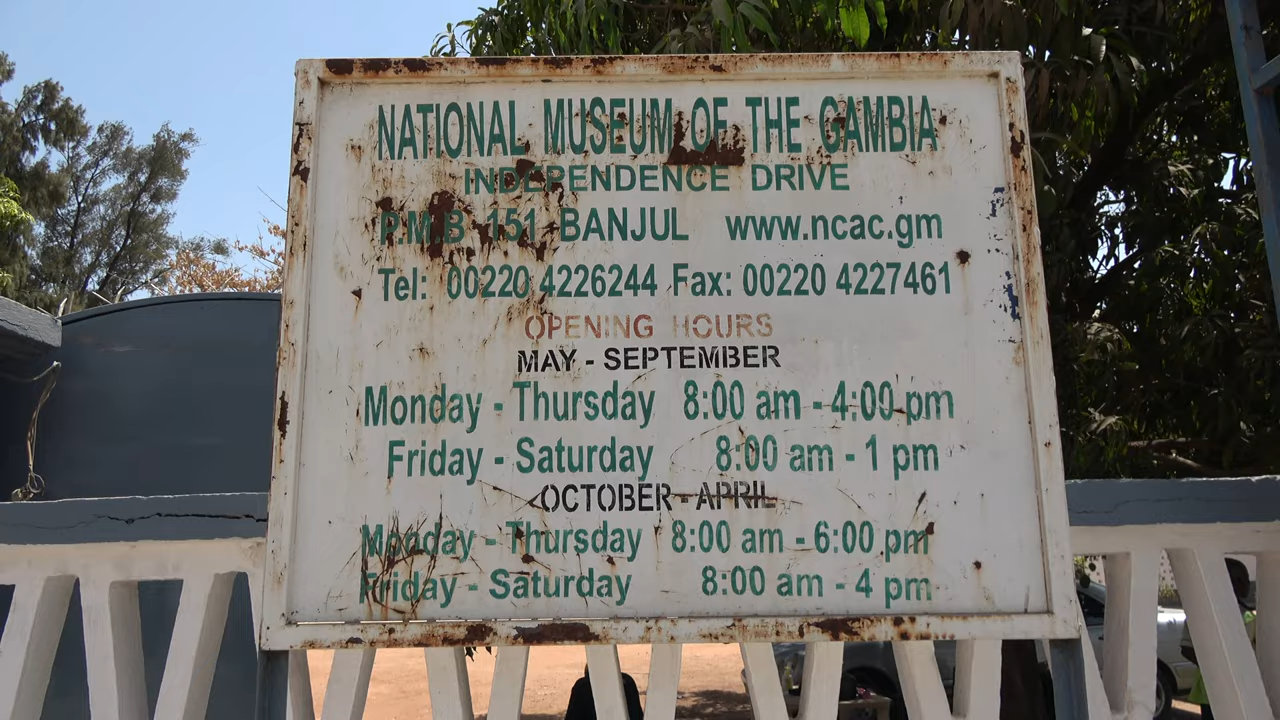 NATIONAL MUSEUM OF THE GAMBIA
INDEPENDENCE DRIVE
P.M.B 151 BANJUL www.ncac.gm
Tel: 00220 4226244 Fax: 00220 4227461
OPENING HOURS
MAY - SEPTEMBER
Monday - Thursday 8:00 am - 4:00 pm
Friday - Saturday 8:00 am - 1 pm
OCTOBER - APRIL
Monday - Thursday 8:00 am - 6:00 pm
Friday - Saturday 8:00 am - 4 pm